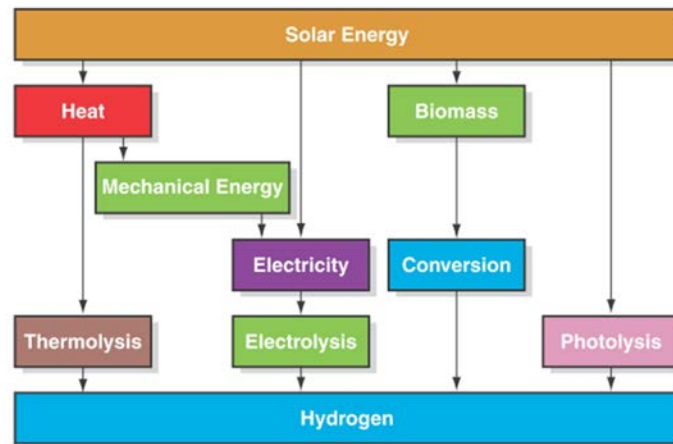 Solar Energy
Heat
Biomass
Mechanical Energy
Electricity
Conversion
Thermolysis
Electrolysis
Photolysis
Hydrogen